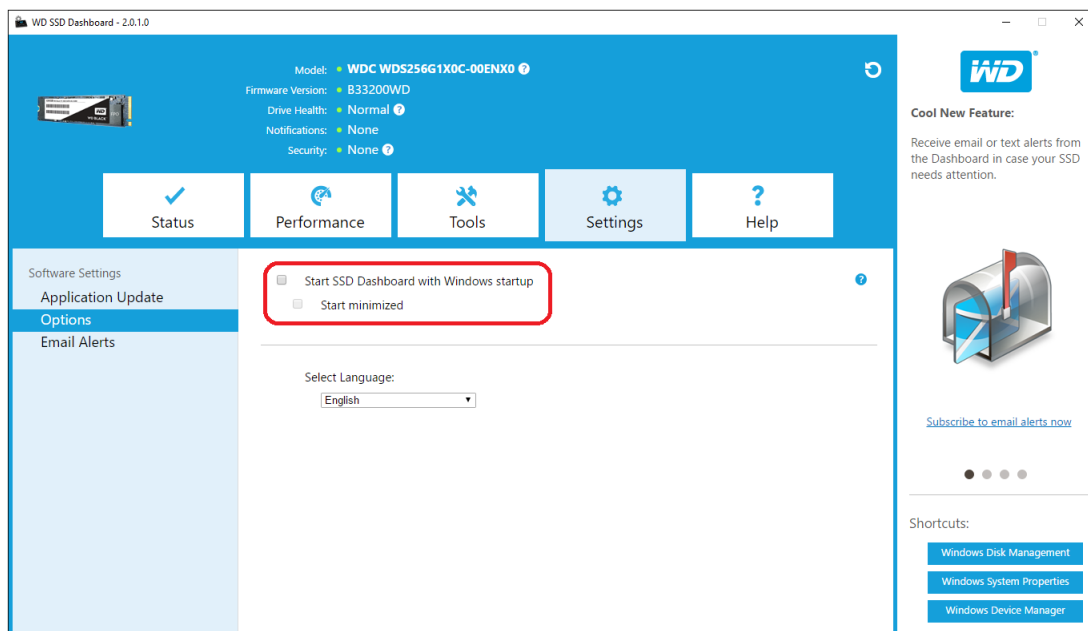 WD SSD Dashboard - 2.0.1.0
Model: WDC WDS256G1X0C-00ENX0 ?
Firmware Version: B33200WD
Drive Health: Normal ?
Notifications: None
Security: None ?
Status
Performance
Tools
Settings
Help
Software Settings
Application Update
Options
Email Alerts
Start SSD Dashboard with Windows startup
?
Start minimized
Select Language:
English
WD
Cool New Feature:
Receive email or text alerts from
the Dashboard in case your SSD
needs attention.
Subscribe to email alerts now
Shortcuts:
Windows Disk Management
Windows System Properties
Windows Device Manager